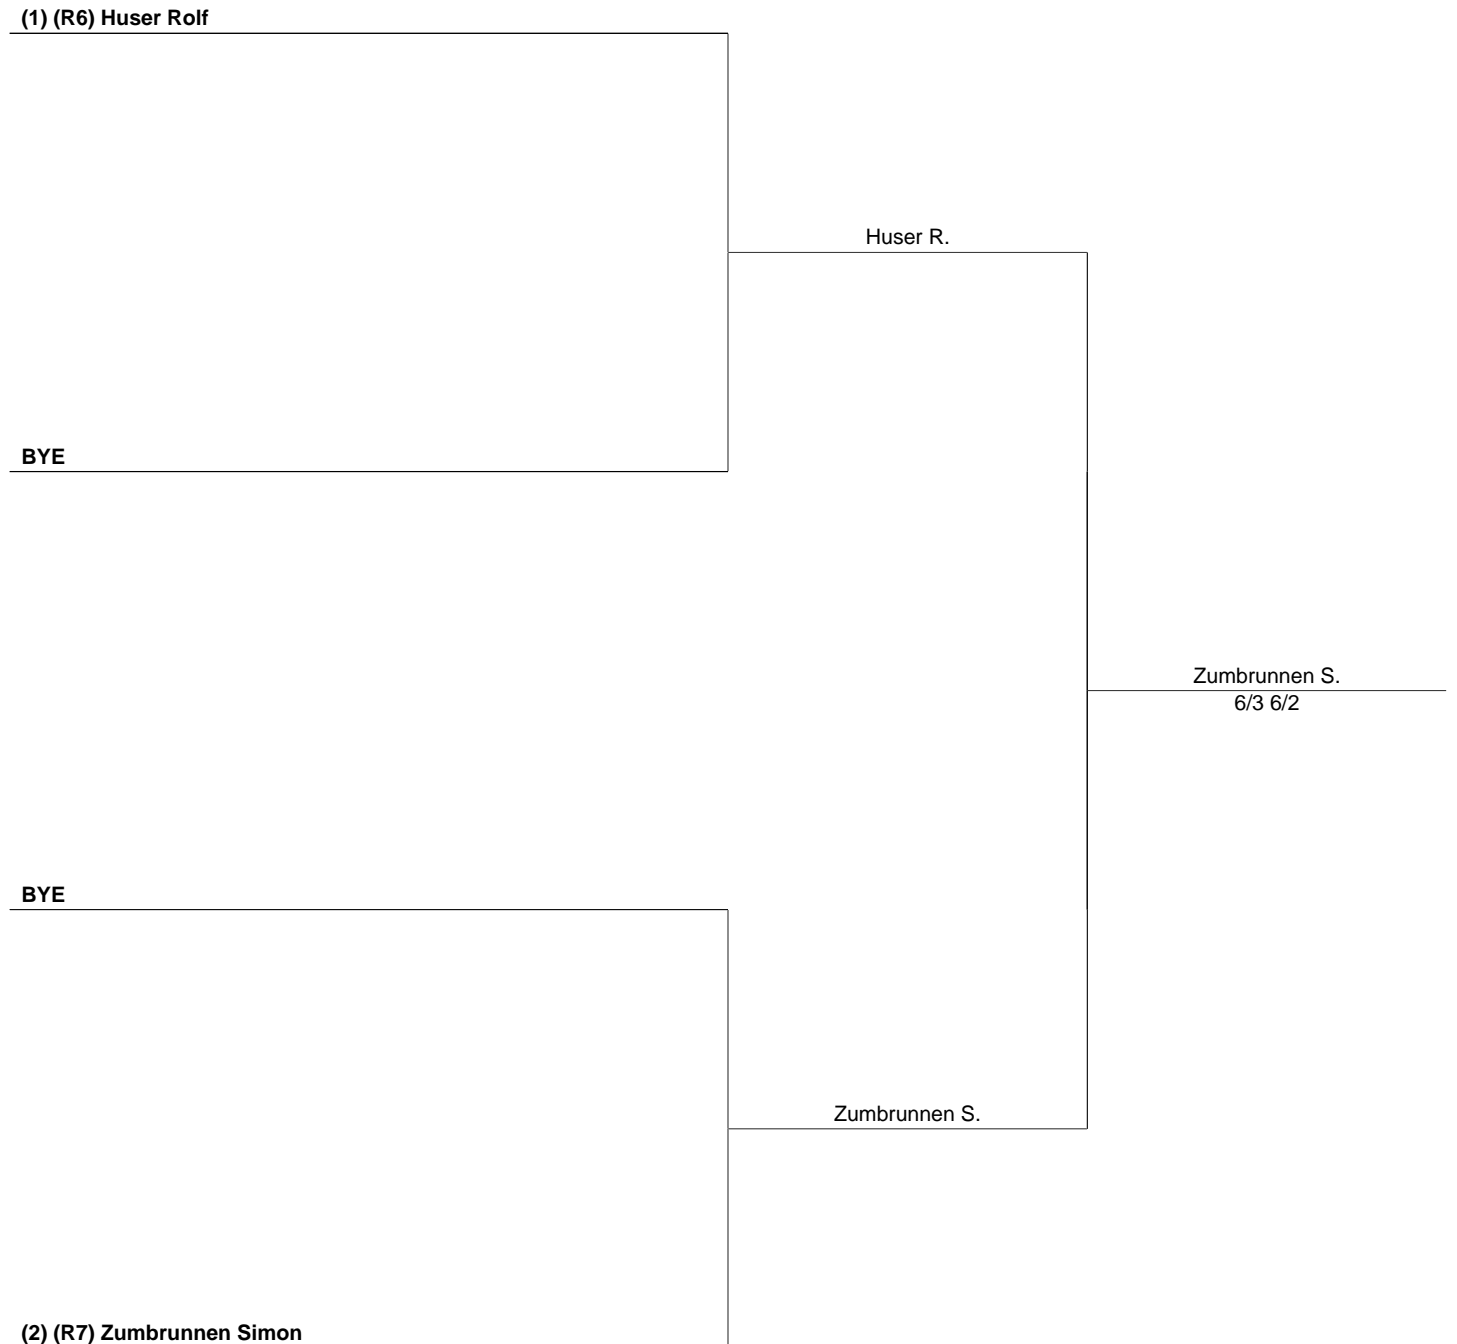 (1) (R6) Huser Rolf
Huser R.
BYE
Zumbrunnen S.
6/3 6/2
BYE
Zumbrunnen S.
(2) (R7) Zumbrunnen Simon